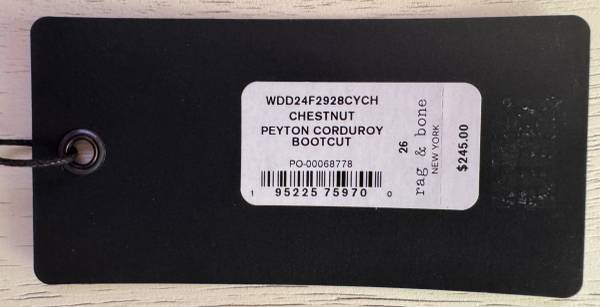 WDD24F2928CYCH
CHESTNUT
PEYTON CORDUROY
BOOTCUT
PO-00068778
1 95225 75970 0
26
rag & bone
NEW YORK
$245.00